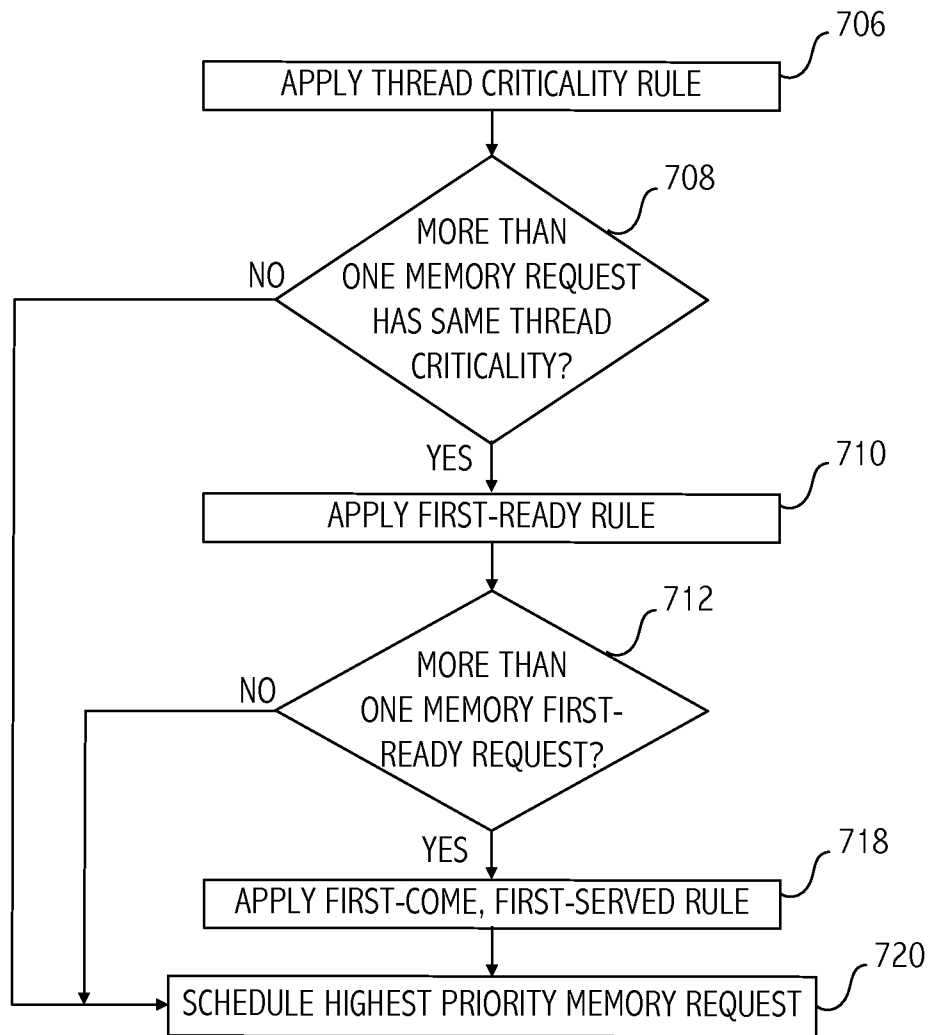 706
APPLY THREAD CRITICALITY RULE
708
MORE THAN
ONE MEMORY REQUEST
HAS SAME THREAD
CRITICALITY?
NO
YES
710
APPLY FIRST-READY RULE
712
MORE THAN
ONE MEMORY FIRST-
READY REQUEST?
NO
YES
718
APPLY FIRST-COME, FIRST-SERVED RULE
720
SCHEDULE HIGHEST PRIORITY MEMORY REQUEST